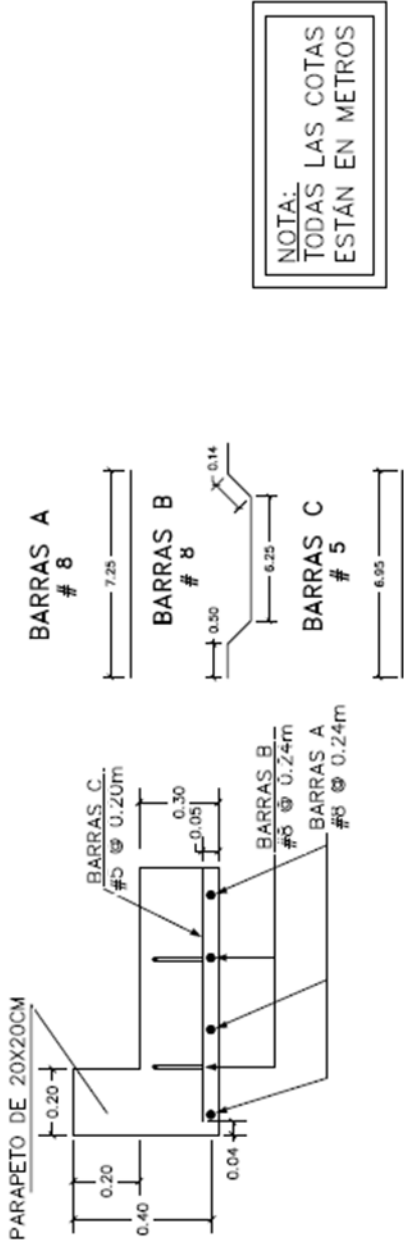 PARAPETO DE 20X20CM
0.20
0.20
0.40
0.04
BARRAS C
#5 @ 0.20m
0.30
0.05
BARRAS B
#8 @ 0.24m
BARRAS A
#8 @ 0.24m
BARRAS A
# 8
7.25
BARRAS B
# 8
0.50
0.14
6.25
BARRAS C
# 5
6.95
NOTA:
TODAS LAS COTAS
ESTÁN EN METROS